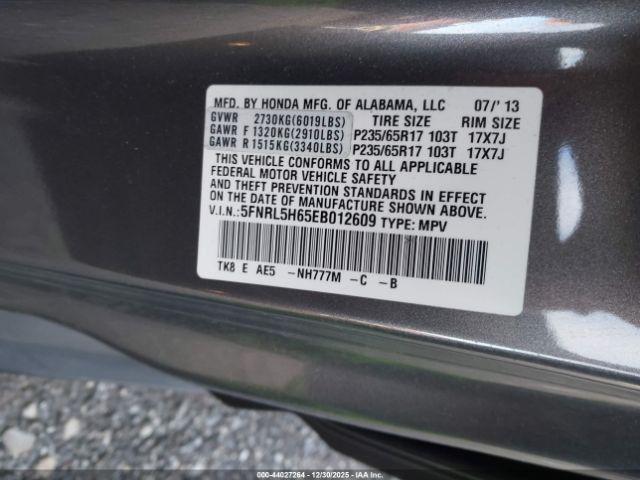 MFD. BY HONDA MFG. OF ALABAMA, LLC 07/' 13
GVWR 2730KG(6019LBS) TIRE SIZE RIM SIZE
GAWR F 1320KG(2910LBS) P235/65R17 103T 17X7J
GAWR R 1515KG(3340LBS) P235/65R17 103T 17X7J
THIS VEHICLE CONFORMS TO ALL APPLICABLE
FEDERAL MOTOR VEHICLE SAFETY
AND THEFT PREVENTION STANDARDS IN EFFECT
ON THE DATE OF MANUFACTURE SHOWN ABOVE.
V.I.N.:5FNRL5H65EB012609 TYPE: MPV
TK8 E AE5 -NH777M -C -B
000-44027264 | 12/30/2025 | IAAI.COM